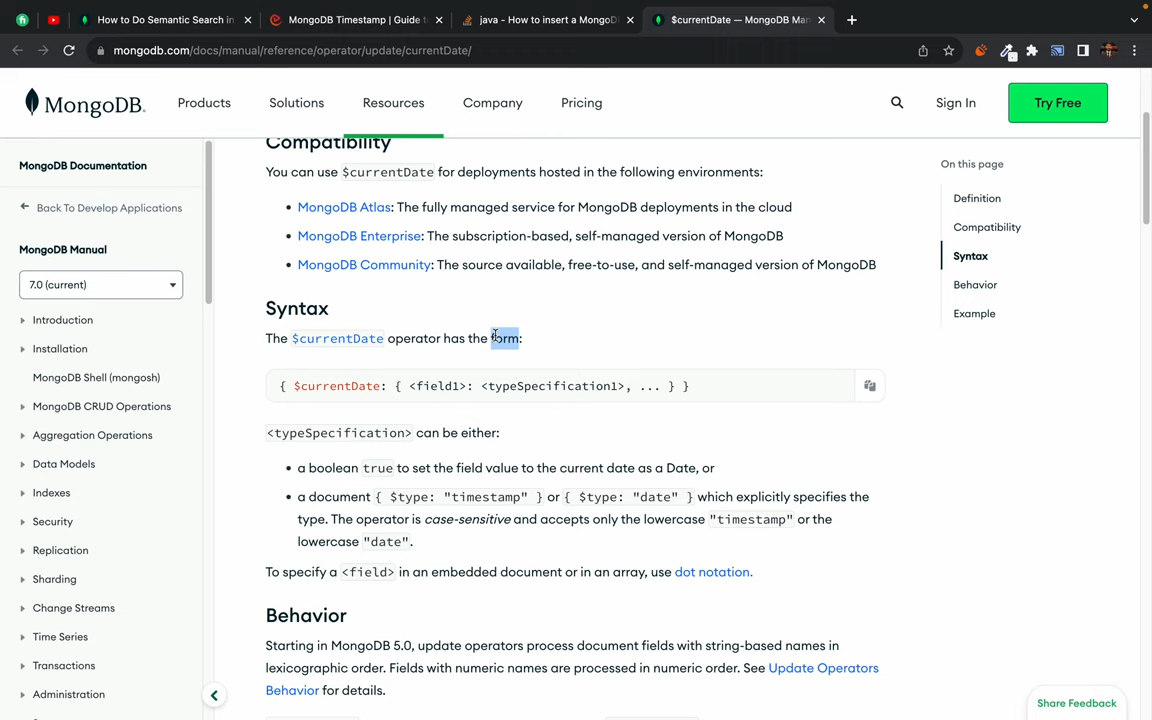 How to Do Semantic Search in
MongoDB Timestamp | Guide t
java - How to insert a MongoD
$currentDate — MongoDB Man
mongodb.com/docs/manual/reference/operator/update/currentDate/
MongoDB.
Products
Solutions
Resources
Company
Pricing
Sign In
Try Free
MongoDB Documentation
Back To Develop Applications
MongoDB Manual
7.0 (current)
Introduction
Installation
MongoDB Shell (mongosh)
MongoDB CRUD Operations
Aggregation Operations
Data Models
Indexes
Security
Replication
Sharding
Change Streams
Time Series
Transactions
Administration
Compatibility
You can use $currentDate for deployments hosted in the following environments:
MongoDB Atlas: The fully managed service for MongoDB deployments in the cloud
MongoDB Enterprise: The subscription-based, self-managed version of MongoDB
MongoDB Community: The source available, free-to-use, and self-managed version of MongoDB
Syntax
The $currentDate operator has the form:
{ $currentDate: { <field1>: <typeSpecification1>, ... } }
<typeSpecification> can be either:
a boolean true to set the field value to the current date as a Date, or
a document { $type: "timestamp" } or { $type: "date" } which explicitly specifies the
type. The operator is case-sensitive and accepts only the lowercase "timestamp" or the
lowercase "date".
To specify a <field> in an embedded document or in an array, use dot notation.
Behavior
Starting in MongoDB 5.0, update operators process document fields with string-based names in
lexicographic order. Fields with numeric names are processed in numeric order. See Update Operators
Behavior for details.
On this page
Definition
Compatibility
Syntax
Behavior
Example
Share Feedback